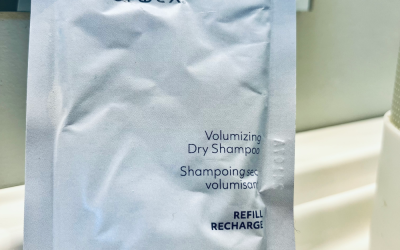 Volumizing
Dry Shampoo
Shampoing sec
volumisant
REFILL
RECHARGE